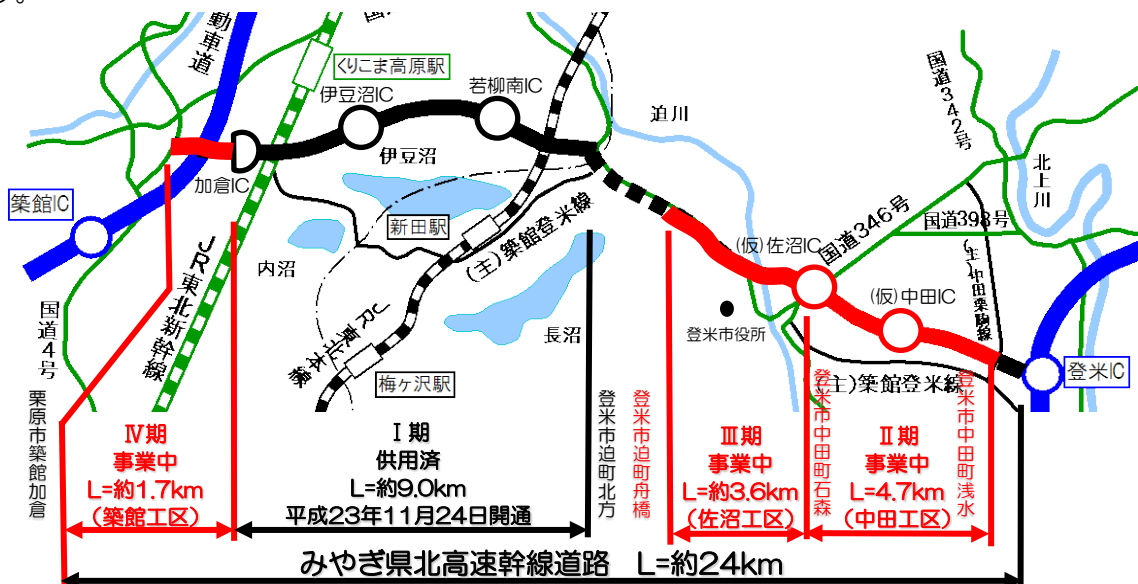 る。
動車道
くりこま高原駅
伊豆沼IC
若柳南IC
迫川
国道342号
北上川
加倉IC
伊豆沼
築館IC
新田駅
(主)築館登米線
国道346号
国道398号
(主)中田栗駒線
(仮)佐沼IC
(仮)中田IC
内沼
JR東北新幹線
国道4号
JR東北本線
長沼
登米市役所
登米IC
梅ヶ沢駅
(主)築館登米線
栗原市築館加倉
登米市迫町北方
登米市迫町舟橋
登米市中田町石森
登米市中田町浅水
Ⅳ期
事業中
L=約1.7km
(築館工区)
Ⅰ期
供用済
L=約9.0km
平成23年11月24日開通
Ⅲ期
事業中
L=約3.6km
(佐沼工区)
Ⅱ期
事業中
L=4.7km
(中田工区)
みやぎ県北高速幹線道路 L=約24km